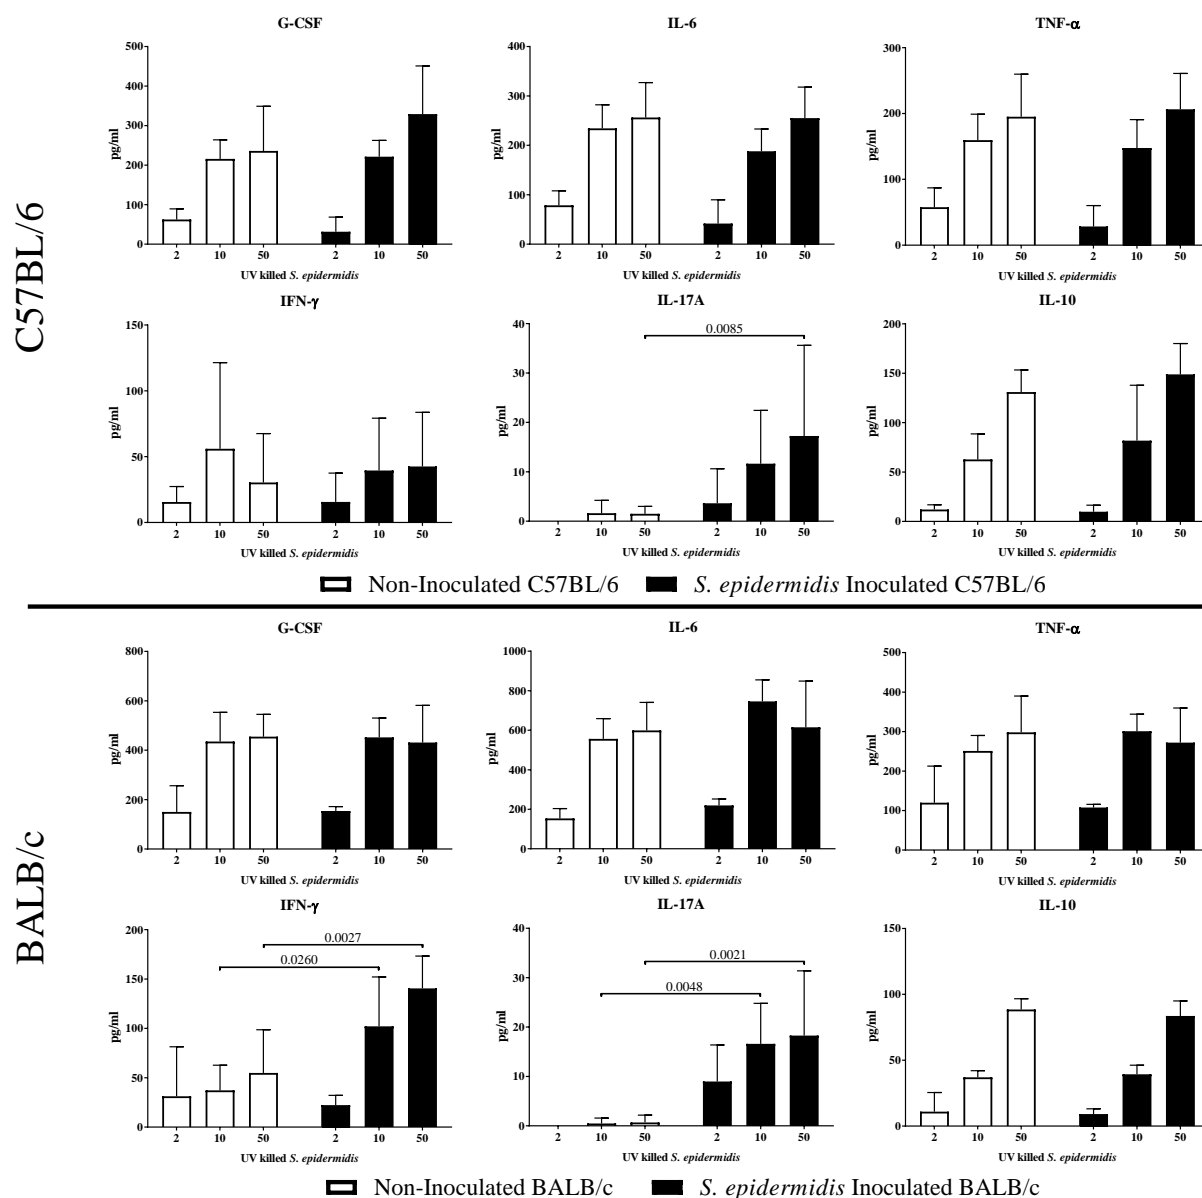 C57BL/6
G-CSF
500
400
300
200
100
0
pg/ml
2 10 50 2 10 50
UV killed S. epidermidis
IL-6
400
300
200
100
0
pg/ml
2 10 50 2 10 50
UV killed S. epidermidis
TNF-α
300
200
100
0
pg/ml
2 10 50 2 10 50
UV killed S. epidermidis
IFN-γ
150
100
50
0
pg/ml
2 10 50 2 10 50
UV killed S. epidermidis
IL-17A
40
30
20
10
0
pg/ml
0.0085
2 10 50 2 10 50
UV killed S. epidermidis
IL-10
200
150
100
50
0
pg/ml
2 10 50 2 10 50
UV killed S. epidermidis
Non-Inoculated C57BL/6 S. epidermidis Inoculated C57BL/6
BALB/c
G-CSF
800
600
400
200
0
pg/ml
2 10 50 2 10 50
UV killed S. epidermidis
IL-6
1000
800
600
400
200
0
pg/ml
2 10 50 2 10 50
UV killed S. epidermidis
TNF-α
500
400
300
200
100
0
pg/ml
2 10 50 2 10 50
UV killed S. epidermidis
IFN-γ
200
150
100
50
0
pg/ml
0.0027
0.0260
2 10 50 2 10 50
UV killed S. epidermidis
IL-17A
40
30
20
10
0
pg/ml
0.0021
0.0048
2 10 50 2 10 50
UV killed S. epidermidis
IL-10
150
100
50
0
pg/ml
2 10 50 2 10 50
UV killed S. epidermidis
Non-Inoculated BALB/c S. epidermidis Inoculated BALB/c